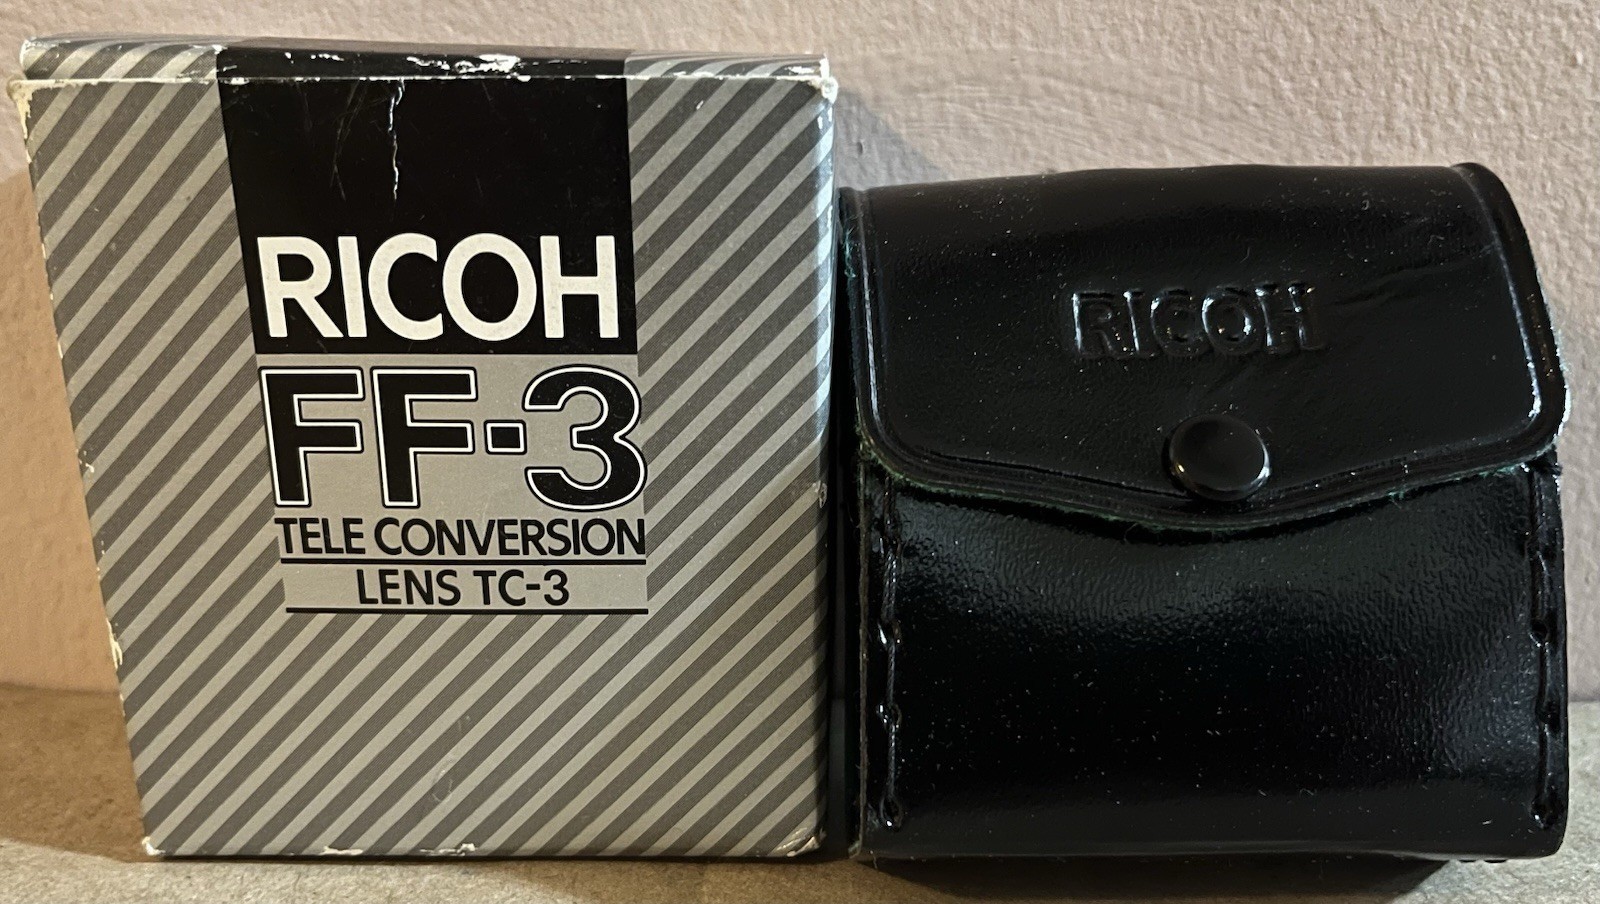 RICOH
FF-3
TELE CONVERSION
LENS TC-3
RICOH